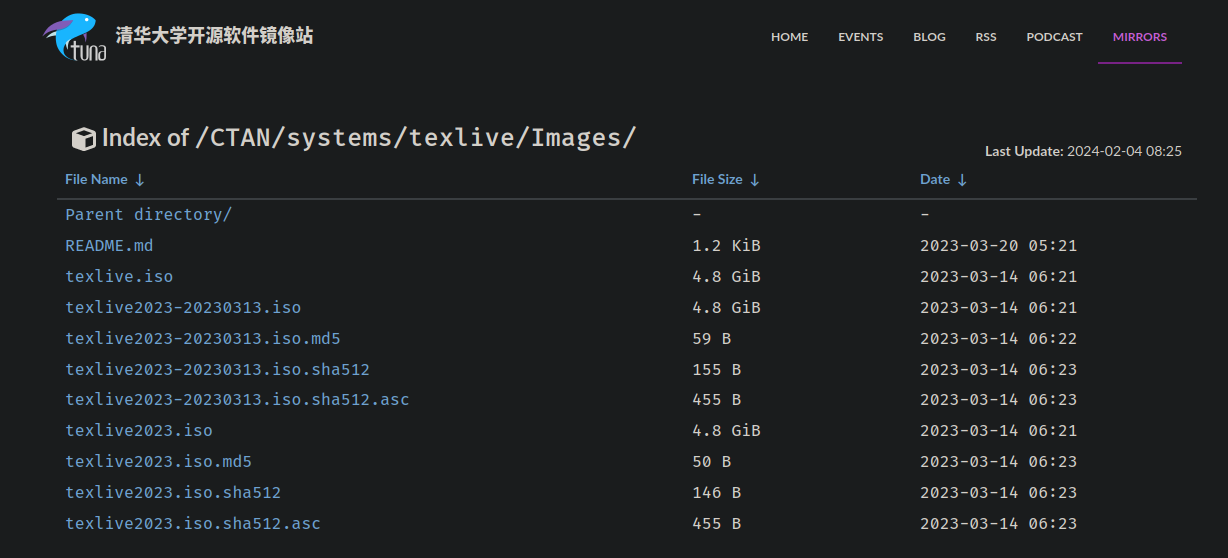 tuna 清华大学开源软件镜像站 HOME EVENTS BLOG RSS PODCAST MIRRORS
Index of /CTAN/systems/texlive/Images/
Last Update: 2024-02-04 08:25
File Name ↓ File Size ↓ Date ↓
Parent directory/ - -
README.md 1.2 KiB 2023-03-20 05:21
texlive.iso 4.8 GiB 2023-03-14 06:21
texlive2023-20230313.iso 4.8 GiB 2023-03-14 06:21
texlive2023-20230313.iso.md5 59 B 2023-03-14 06:22
texlive2023-20230313.iso.sha512 155 B 2023-03-14 06:23
texlive2023-20230313.iso.sha512.asc 455 B 2023-03-14 06:23
texlive2023.iso 4.8 GiB 2023-03-14 06:21
texlive2023.iso.md5 50 B 2023-03-14 06:23
texlive2023.iso.sha512 146 B 2023-03-14 06:23
texlive2023.iso.sha512.asc 455 B 2023-03-14 06:23